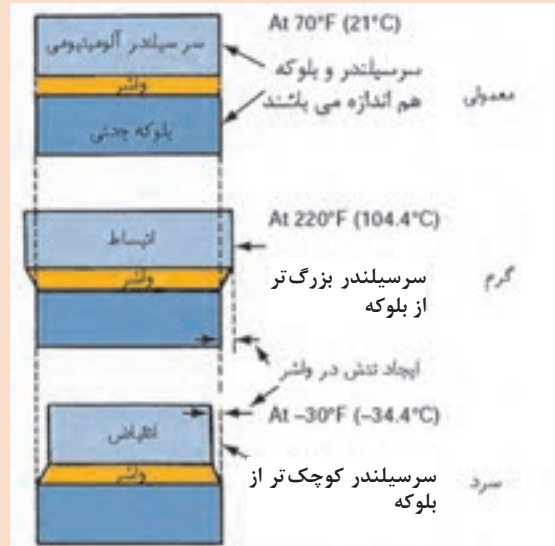 At 70°F (21°C)
سر سیلندر آلومینیومی
واشر
بلوکه چدنی
سرسیلندر و بلوکه
هم اندازه می باشند
معمولی
At 220°F (104.4°C)
انبساط
واشر
سرسیلندر بزرگ‌تر
از بلوکه
گرم
ایجاد تنش در واشر
At –30°F (–34.4°C)
انقباض
واشر
سرسیلندر کوچک‌تر از
بلوکه
سرد